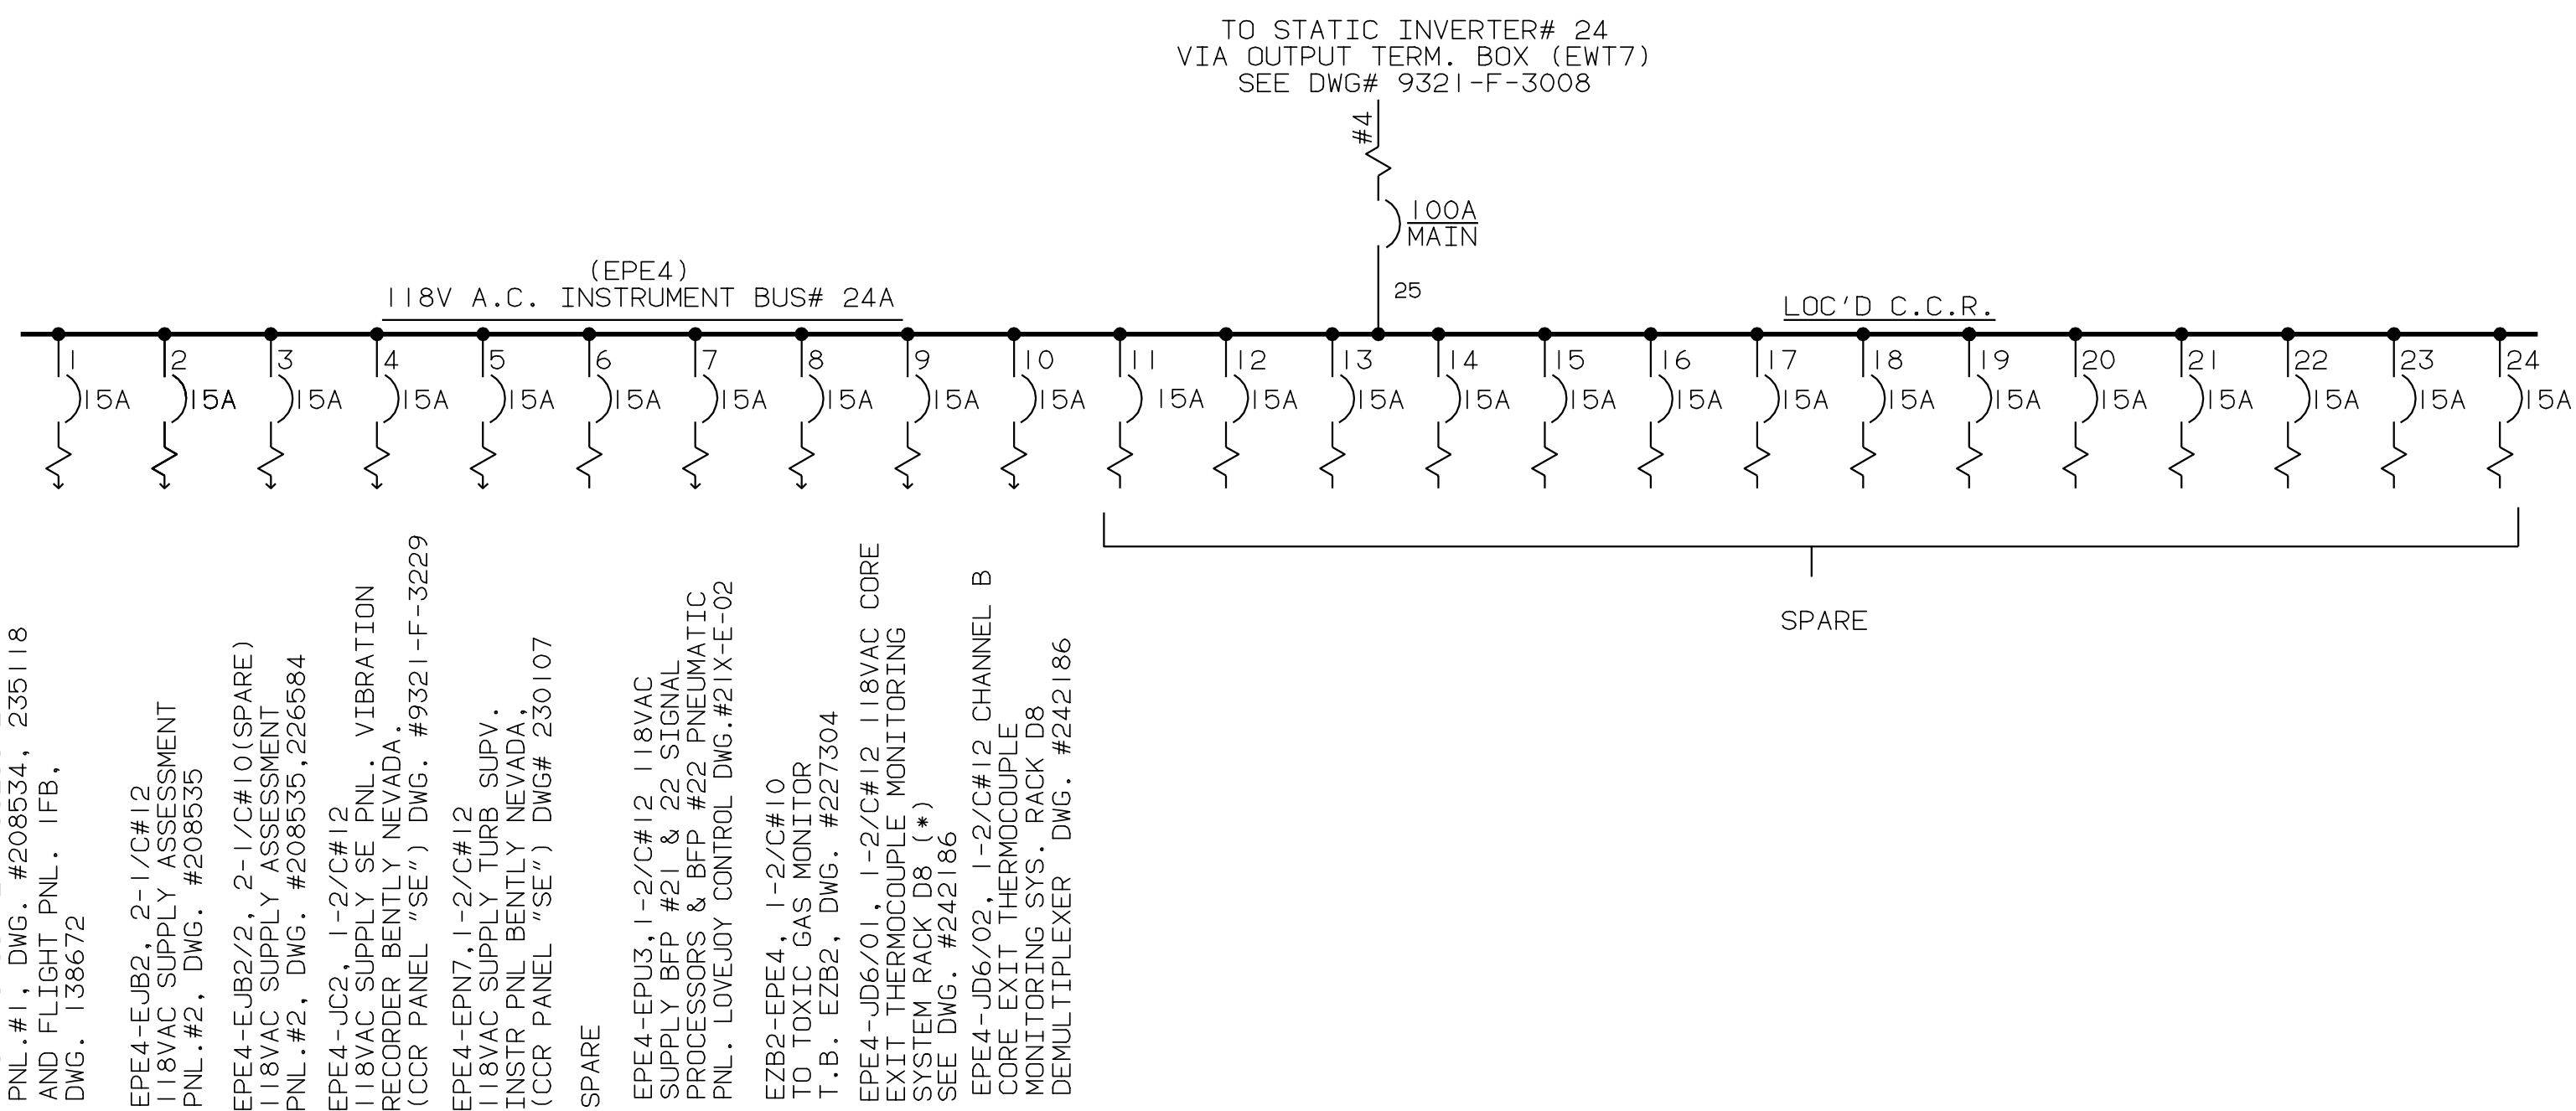 TO STATIC INVERTER# 24
VIA OUTPUT TERM. BOX (EWT7)
SEE DWG# 9321-F-3008
#4
100A
MAIN
25
(EPE4)
118V A.C. INSTRUMENT BUS# 24A
LOC'D C.C.R.
1 2 3 4 5 6 7 8 9 10 11 12 13 14 15 16 17 18 19 20 21 22 23 24
15A 15A 15A 15A 15A 15A 15A 15A 15A 15A 15A 15A 15A 15A 15A 15A 15A 15A 15A 15A 15A 15A 15A 15A
SPARE
PNL.#1, DWG. #208534, 235118
AND FLIGHT PNL. 1FB,
DWG. 138672
EPE4-EJB2, 2-1/C#12
118VAC SUPPLY ASSESSMENT
PNL.#2, DWG. #208535
EPE4-EJB2/2, 2-1/C#10(SPARE)
118VAC SUPPLY ASSESSMENT
PNL.#2, DWG. #208535,226584
EPE4-JC2, 1-2/C#12
118VAC SUPPLY SE PNL. VIBRATION
RECORDER BENTLY NEVADA.
(CCR PANEL "SE") DWG. #9321-F-3229
EPE4-EPN7,1-2/C#12
118VAC SUPPLY TURB SUPV.
INSTR PNL BENTLY NEVADA,
(CCR PANEL "SE") DWG# 230107
SPARE
EPE4-EPU3,1-2/C#12 118VAC
SUPPLY BFP #21 & 22 SIGNAL
PROCESSORS & BFP #22 PNEUMATIC
PNL. LOVEJOY CONTROL DWG.#21X-E-02
EZB2-EPE4, 1-2/C#10
TO TOXIC GAS MONITOR
T.B. EZB2, DWG. #227304
EPE4-JD6/01, 1-2/C#12 118VAC CORE
EXIT THERMOCOUPLE MONITORING
SYSTEM RACK D8 (*)
SEE DWG. #242186
EPE4-JD6/02, 1-2/C#12 CHANNEL B
CORE EXIT THERMOCOUPLE
MONITORING SYS. RACK D8
DEMULTIPLEXER DWG. #242186